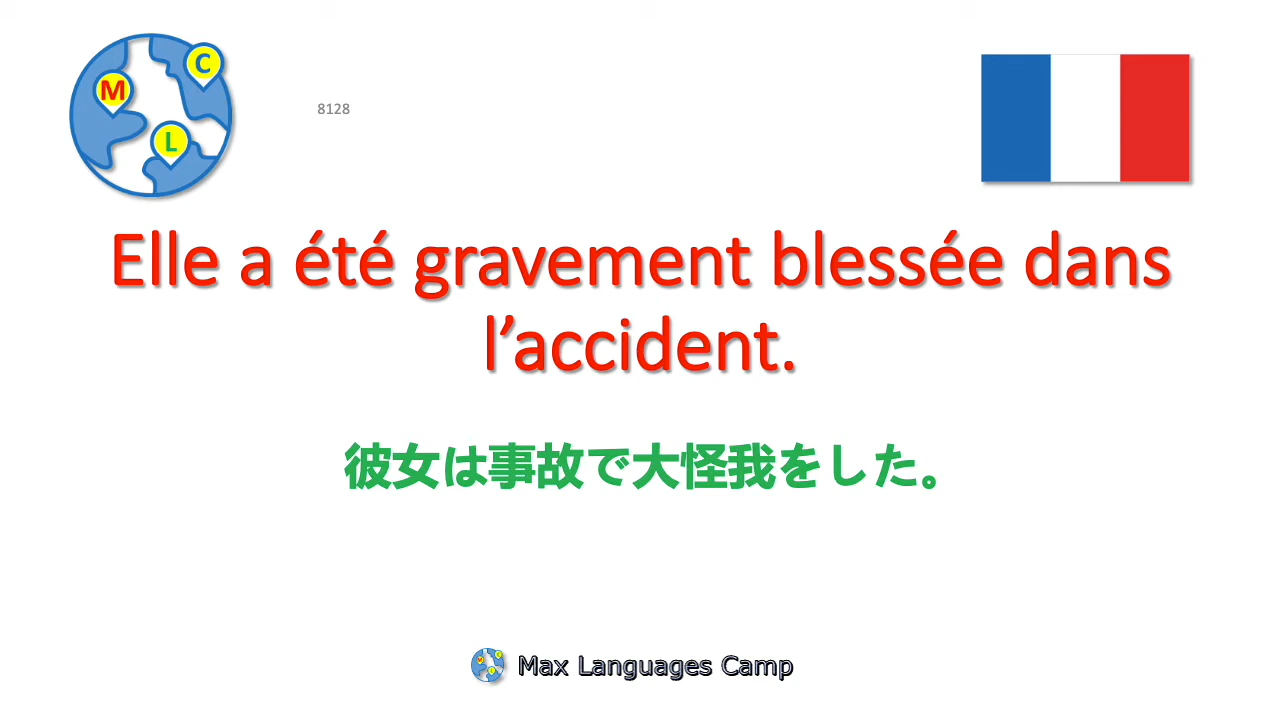 C
M
8128
L
Elle a été gravement blessée dans
l’accident.
彼女は事故で大怪我をした。
Max Languages Camp